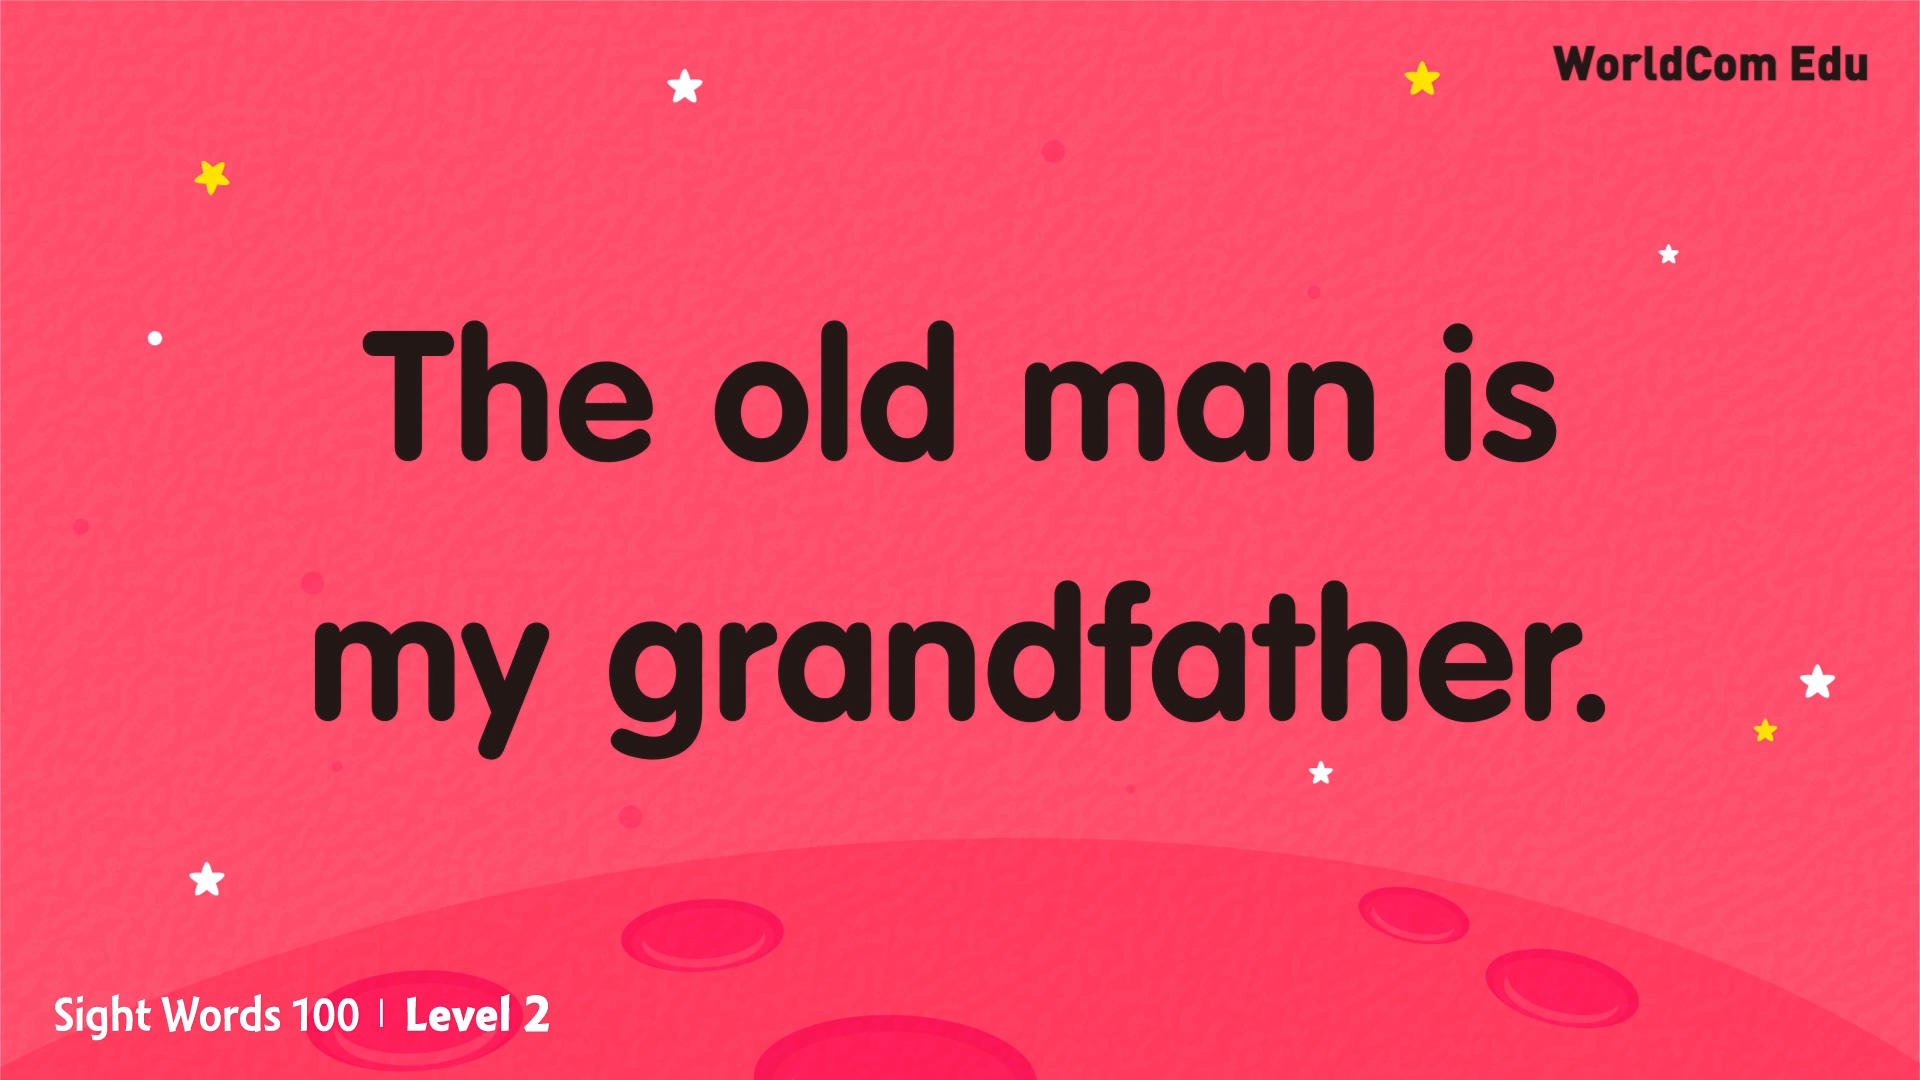 WorldCom Edu
The old man is
my grandfather.
Sight Words 100 | Level 2